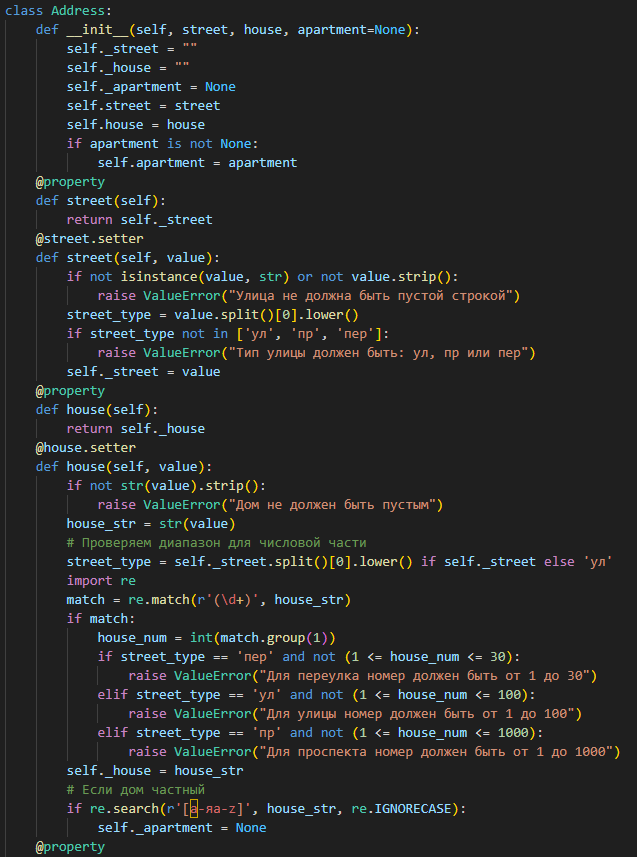 class Address:
    def __init__(self, street, house, apartment=None):
        self._street = ""
        self._house = ""
        self._apartment = None
        self.street = street
        self.house = house
        if apartment is not None:
            self.apartment = apartment
    @property
    def street(self):
        return self._street
    @street.setter
    def street(self, value):
        if not isinstance(value, str) or not value.strip():
            raise ValueError("Улица не должна быть пустой строкой")
        street_type = value.split()[0].lower()
        if street_type not in ['ул', 'пр', 'пер']:
            raise ValueError("Тип улицы должен быть: ул, пр или пер")
        self._street = value
    @property
    def house(self):
        return self._house
    @house.setter
    def house(self, value):
        if not str(value).strip():
            raise ValueError("Дом не должен быть пустым")
        house_str = str(value)
        # Проверяем диапазон для числовой части
        street_type = self._street.split()[0].lower() if self._street else 'ул'
        import re
        match = re.match(r'(\d+)', house_str)
        if match:
            house_num = int(match.group(1))
            if street_type == 'пер' and not (1 <= house_num <= 30):
                raise ValueError("Для переулка номер должен быть от 1 до 30")
            elif street_type == 'ул' and not (1 <= house_num <= 100):
                raise ValueError("Для улицы номер должен быть от 1 до 100")
            elif street_type == 'пр' and not (1 <= house_num <= 1000):
                raise ValueError("Для проспекта номер должен быть от 1 до 1000")
        self._house = house_str
        # Если дом частный
        if re.search(r'[а-яa-z]', house_str, re.IGNORECASE):
            self._apartment = None
    @property